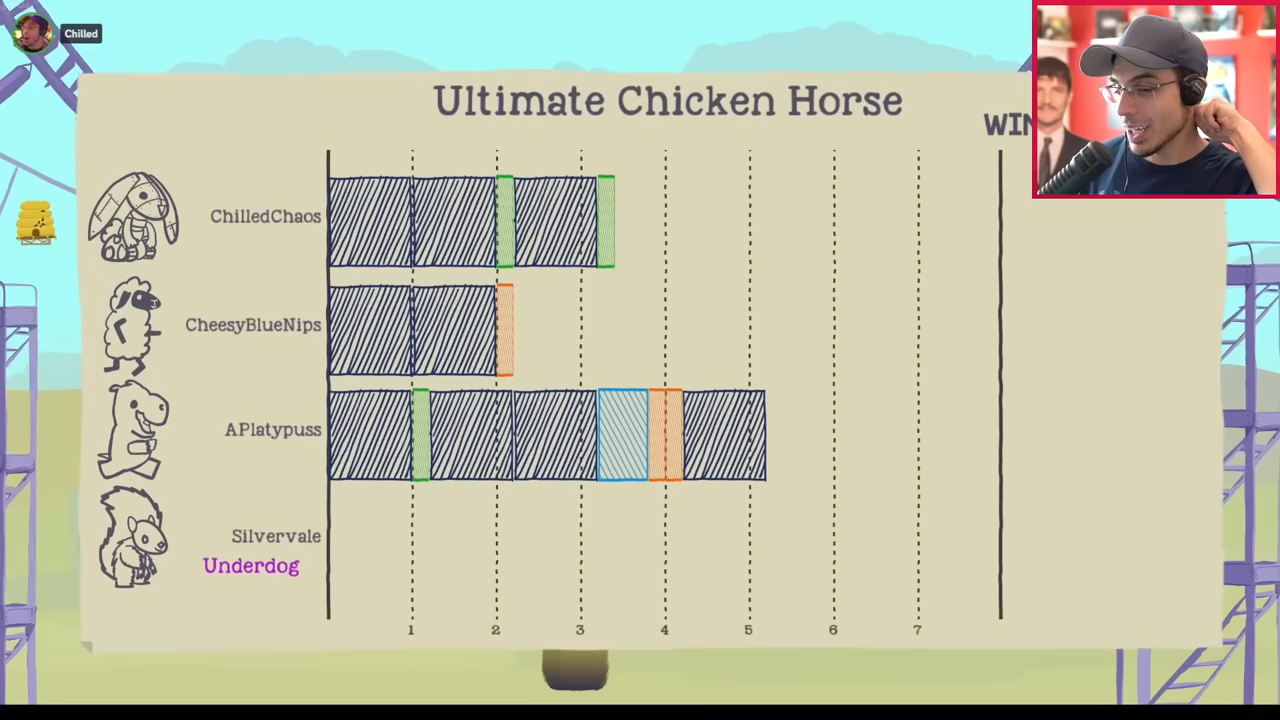 Chilled
Ultimate Chicken Horse
WIN
ChilledChaos
CheesyBlueNips
APlatypuss
Silvervale
Underdog
1 2 3 4 5 6 7